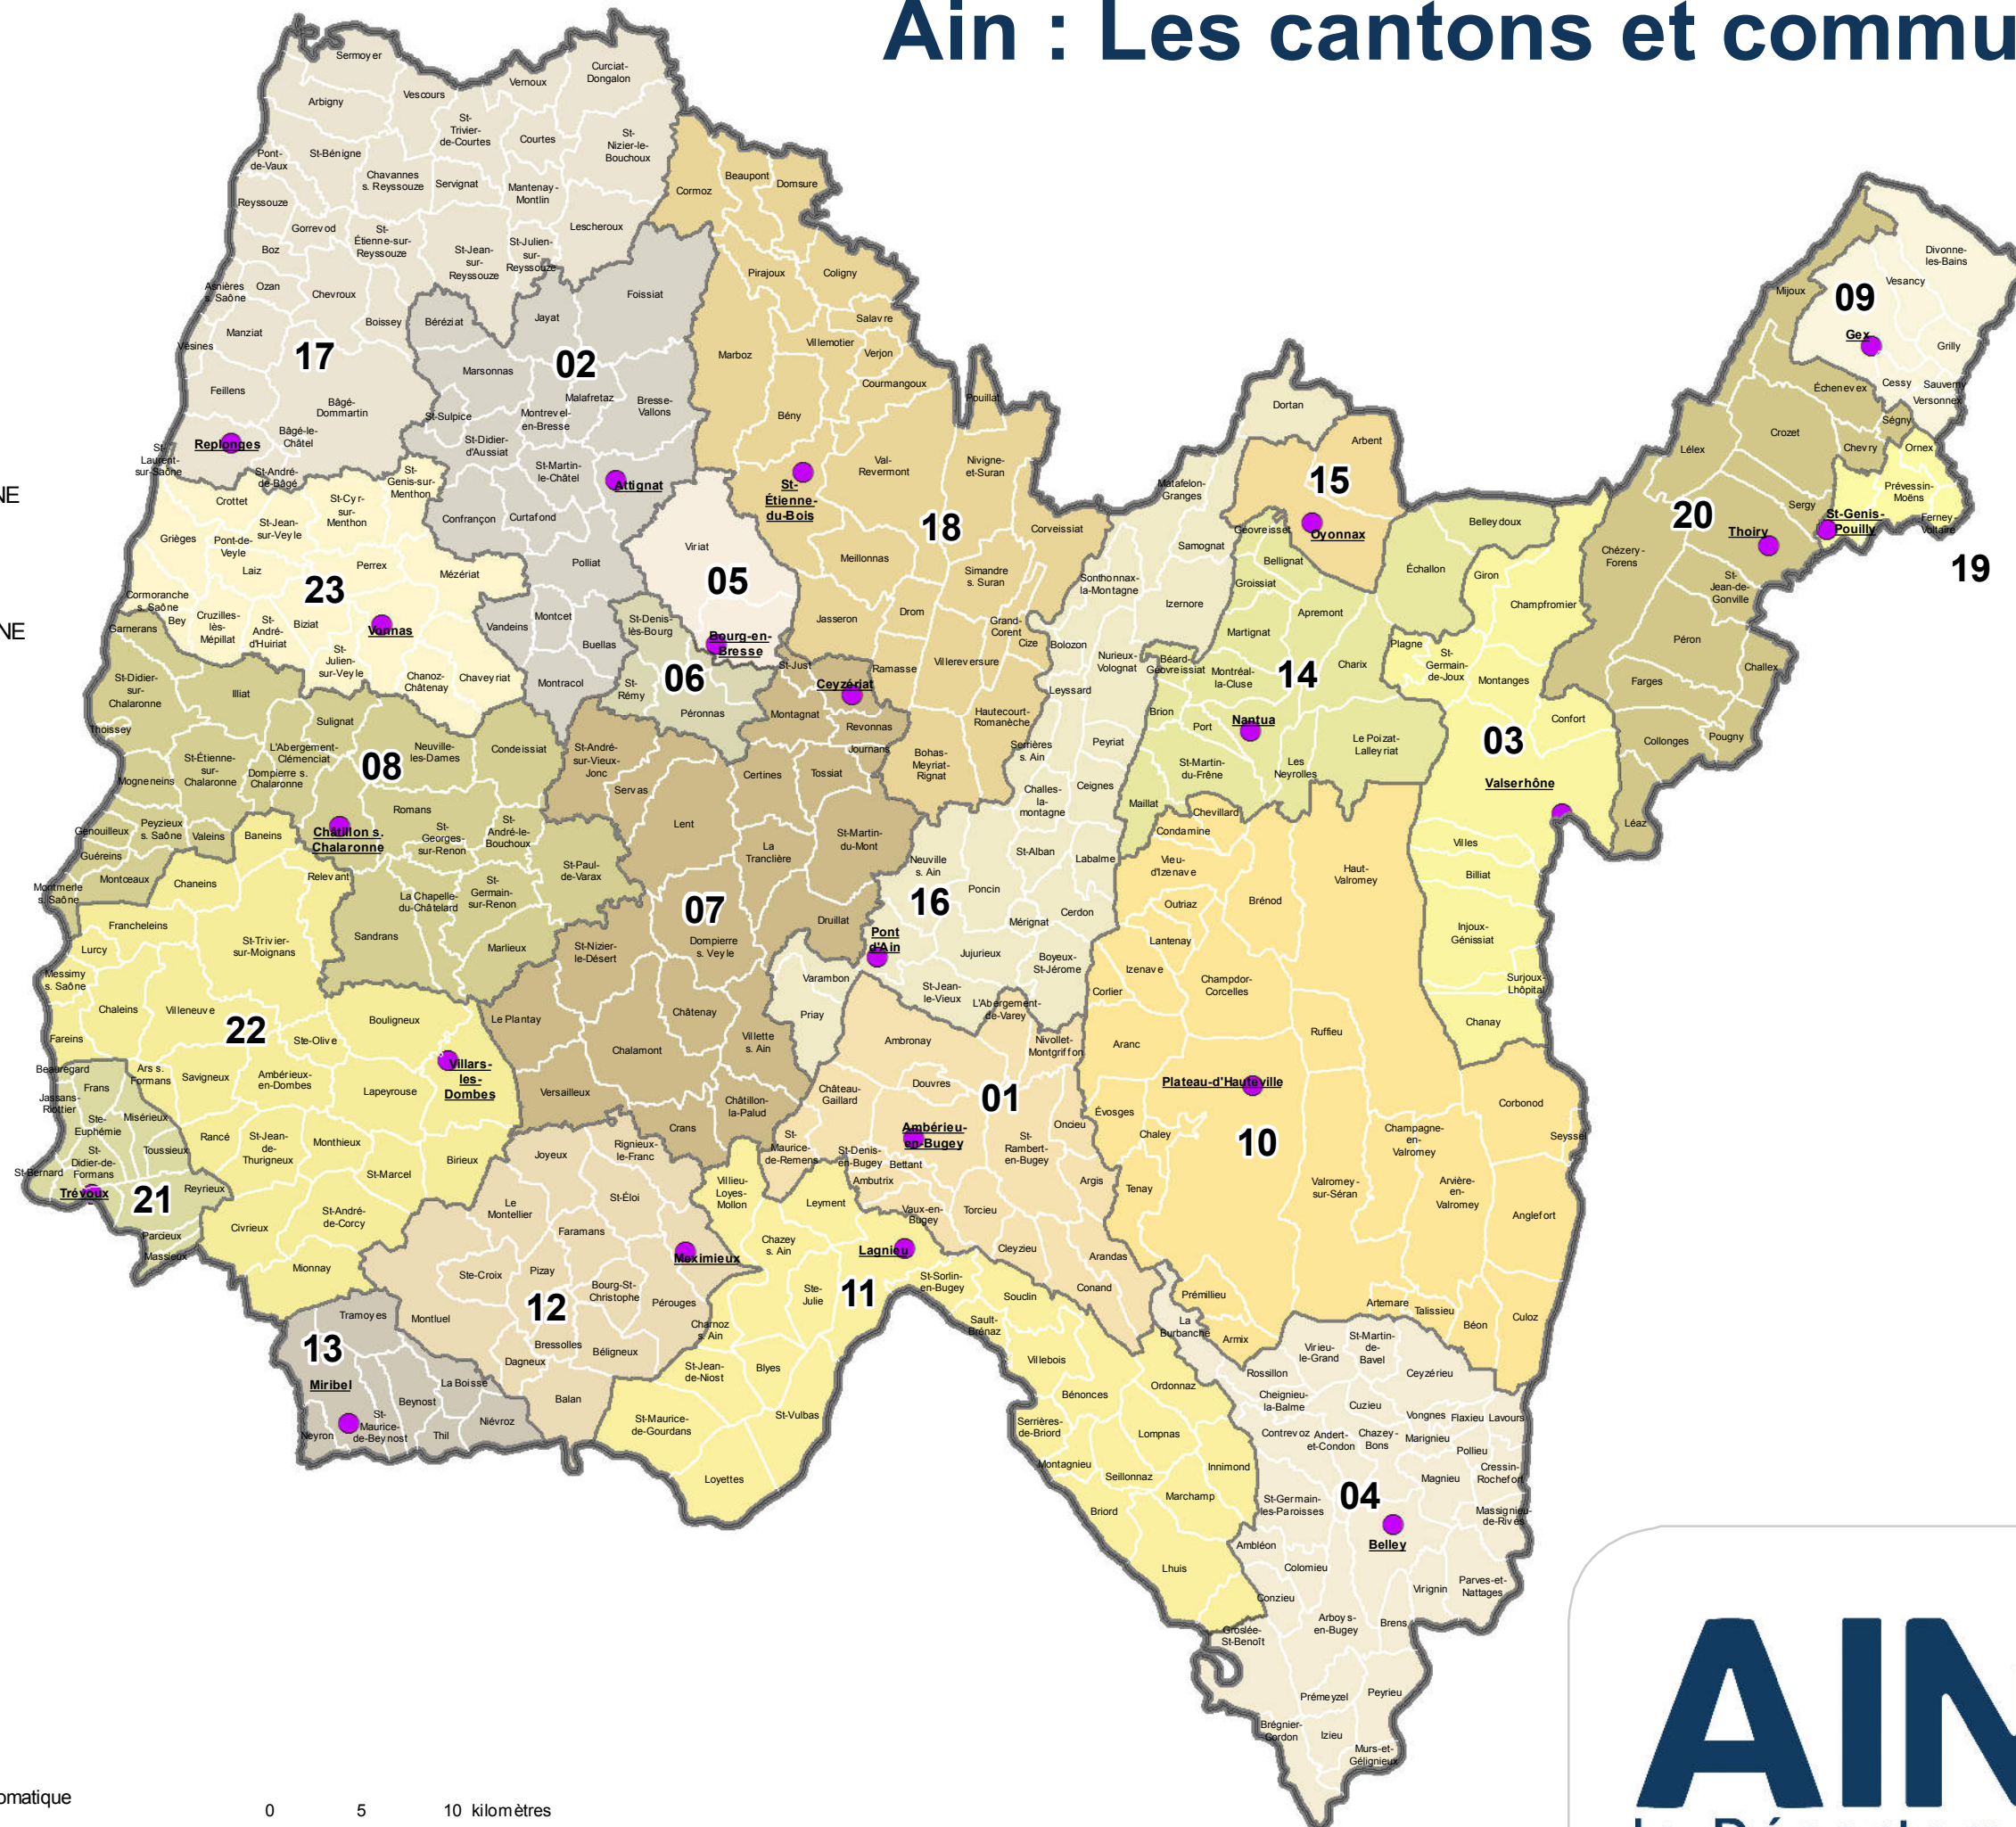 Ain : Les cantons et commu
Sermoyer
Curciat-
Dongalon
Vernoux
Vescours
Arbigny
St-
Trivier-
de-Courtes
Courtes
St-
Nizier-le-
Bouchoux
Pont-
de-Vaux
St-Bénigne
Chavannes
s. Reyssouze
Servignat
Mantenay-
Montlin
Reyssouze
Gorrevod
St-
Étienne-sur-
Reyssouze
Lescheroux
Boz
St-Jean-
sur-
Reyssouze
St-Julien-
sur-
Reyssouze
Asnières
s. Saône
Ozan
Chevroux
Boissey
Manziat
Vésines
17
Feillens
Bâgé-
Dommartin
Bâgé-le-
Châtel
Replonges
St-
Laurent-
sur-Saône
St-André-
de-Bâgé
Foissiat
Béréziat
Jayat
Marsonnas
02
Malafretaz
Bresse-
Vallons
St-Sulpice
Montrevel-
en-Bresse
St-Didier-
d'Aussiat
St-Martin-
le-Châtel
Attignat
Confrançon
Curtafond
Polliat
Vandeins
Montcet
Buellas
Montracol
Cormoz
Beaupont
Domsure
Pirajoux
Coligny
Salavre
Marboz
Villemotier
Verjon
Courmangoux
Pouillat
Bény
Val-
Revermont
Nivigne-
et-Suran
St-
Étienne-
du-Bois
18
Corveissiat
Meillonnas
Simandre
s. Suran
Drom
Jasseron
Grand-
Corent
Cize
Ramasse
Villereversure
Hautecourt-
Romanèche
Bohas-
Meyriat-
Rignat
Viriat
05
Bourg-en-
Bresse
St-Denis-
lès-Bourg
06
St-
Rémy
Péronnas
NE
NE
Crottet
St-Cyr-
sur-
Menthon
St-
Genis-sur-
Menthon
Grièges
Pont-de-
Veyle
St-Jean-
sur-Veyle
Laiz
Perrex
Mézériat
23
Cormoranche
s. Saône
Bey
Cruzilles-
lès-
Mépillat
St-
André-
d'Huiriat
Biziat
Vonnas
St-
Julien-
sur-Veyle
Chanoz-
Châtenay
Chaveyriat
Garnerans
St-Didier-
sur-
Chalaronne
Illiat
Thoissey
Sulignat
L'Abergement-
Clémenciat
Neuville-
les-Dames
Condeissiat
08
Mogneneins
St-Étienne-
sur-
Chalaronne
Dompierre s.
Chalaronne
Romans
Châtillon s.
Chalaronne
St-
Georges-
sur-Renon
St-
André-le-
Bouchoux
Peyzieux
s. Saône
Valeins
Genouilleux
Guéreins
Montceaux
Montmerle
s. Saône
Relevant
St-Paul-
de-Varax
La Chapelle-
du-Châtelard
St-
Germain-
sur-Renon
Sandrans
Marlieux
Baneins
Chaneins
Francheleins
Lurcy
St-Trivier-
sur-Moignans
Messimy
s. Saône
Chaleins
Villeneuve
22
Bouligneux
Ste-Olive
Fareins
Villars-
les-
Dombes
Ars s.
Formans
Savigneux
Ambérieux-
en-Dombes
Lapeyrouse
Rancé
St-Jean-
de-
Thurigneux
Monthieux
St-Marcel
Birieux
Civrieux
St-André-
de-Corcy
Mionnay
Beauregard
Frans
Jassans-
Riottier
Ste-
Euphémie
Misérieux
Toussieux
St-
Didier-de-
Formans
St-Bernard
Trévoux
21
Reyrieux
Parcieux
Massieux
St-Just
Ceyzériat
Montagnat
Revonnas
Journans
St-André-
sur-Vieux-
Jonc
Servas
Certines
Tossiat
Lent
La
Tranclière
St-Martin-
du-Mont
07
Druillat
St-Nizier-
le-Désert
Dompierre
s. Veyle
Le Plantay
Châtenay
Chalamont
Villette
s. Ain
Versailleux
Châtillon-
la-Palud
Crans
Dortan
Matafelon-
Granges
Samognat
Sonthonnax-
la-Montagne
Izernore
Bolozon
Nurieux-
Volognat
Leyssard
Serrières
s. Ain
Peyriat
Ceignes
Challes-
la-
montagne
St-Alban
Labalme
Neuville
s. Ain
Poncin
16
Mérignat
Cerdon
Pont
d'Ain
Jujurieux
Boyeux-
St-Jérome
Varambon
St-Jean-
le-Vieux
L'Abergement-
de-Varey
Priay
Arbent
15
Oyonnax
Geovreisset
Bellignat
Groissiat
Apremont
Martignat
Béard-
Géovreissiat
Montréal-
la-Cluse
Charix
14
Brion
Port
Nantua
Le Poizat-
Lalleyriat
St-Martin-
du-Frêne
Les
Neyrolles
Maillat
Belleydoux
Échallon
Giron
Champfromier
Plagne
St-
Germain-
de-Joux
Montanges
Confort
03
Valserhône
Villes
Billiat
Injoux-
Génissiat
Surjoux-
Lhôpital
Chanay
Divonne-
les-Bains
Vesancy
Mijoux
09
Gex
Grilly
Cessy
Sauverny
Versonnex
Échenevex
Ségny
Chevry
Ornex
Crozet
Lélex
Prévessin-
Moëns
Sergy
20
St-Genis-
Pouilly
Ferney-
Voltaire
Thoiry
19
Chézery-
Forens
St-
Jean-de-
Gonville
Péron
Challex
Farges
Collonges
Pougny
Léaz
Chevillard
Condamine
Vieu-
d'Izenave
Haut-
Valromey
Outriaz
Brénod
Lantenay
Izenave
Champdor-
Corcelles
Corlier
Aranc
Ruffieu
Plateau-d'Hauteville
Corbonod
Évosges
Chaley
10
Champagne-
en-
Valromey
Seyssel
Tenay
Valromey-
sur-Séran
Arvière-
en-
Valromey
Anglefort
Prémillieu
Artemare
Talissieu
Béon
Culoz
Armix
Ambronay
Nivollet-
Montgriffon
Château-
Gaillard
Douvres
01
Ambérieu-
en-Bugey
Oncieu
St-
Maurice-
de-Remens
St-Denis-
en-Bugey
Bettant
St-
Rambert-
en-Bugey
Ambutrix
Argis
Vaux-en-
Bugey
Torcieu
Cleyzieu
Arandas
Conand
Joyeux
Rignieux-
le-Franc
Le
Montellier
St-Éloi
Faramans
Meximieux
Ste-Croix
Pizay
Bourg-St-
Christophe
Pérouges
12
Montluel
Bressolles
Dagneux
Béligneux
Balan
Tramoyes
13
Miribel
La Boisse
Beynost
St-
Maurice-
de-Beynost
Neyron
Thil
Niévroz
Villieu-
Loyes-
Mollon
Leyment
Chazey
s. Ain
Lagnieu
Ste-
Julie
11
St-Sorlin-
en-Bugey
Souclin
Charnoz
s. Ain
Sault-
Brénaz
St-Jean-
de-Niost
Blyes
Villebois
St-Maurice-
de-Gourdans
St-Vulbas
Loyettes
Bénonces
Ordonnaz
Serrières-
de-Briord
Lompnas
Montagnieu
Seillonnaz
Innimond
Marchamp
Briord
Lhuis
La
Burbanche
Rossillon
Virieu-
le-Grand
St-Martin-
de-
Bavel
Ceyzérieu
Cheignieu-
la-Balme
Cuzieu
Vongnes
Flaxieu
Lavours
Contrevoz
Andert-
et-Condon
Chazey-
Bons
Marignieu
Pollieu
Magnieu
Cressin-
Rochefort
St-Germain-
les-Paroisses
04
Massignieu-
de-Rives
Belley
Ambléon
Colomieu
Conzieu
Virignin
Parves-et-
Nattages
Arboys-
en-Bugey
Brens
Groslée-
St-Benoît
Prémeyzel
Peyrieu
Brégnier-
Cordon
Izieu
Murs-et-
Gélignieux
AIN
omatique
0 5 10 kilomètres